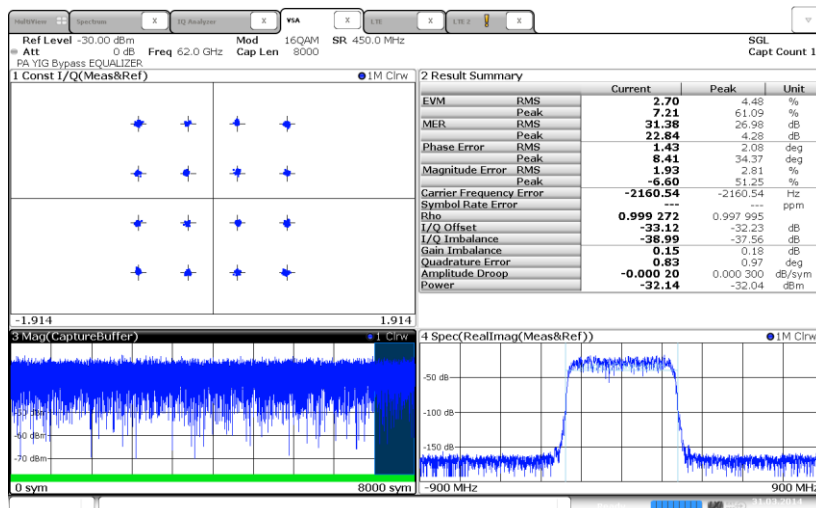 MultiView Spectrum X IQ Analyzer X VSA X LTE X LTE 2 X
Ref Level -30.00 dBm Mod 16QAM SR 450.0 MHz SGL
Att 0 dB Freq 62.0 GHz Cap Len 8000 Capt Count 1
PA YIG Bypass EQUALIZER
1 Const I/Q(Meas&Ref) 1M Clrw
-1.914 1.914
2 Result Summary
Current Peak Unit
EVM RMS 2.70 4.48 %
Peak 7.21 61.09 %
MER RMS 31.38 26.98 dB
Peak 22.84 4.28 dB
Phase Error RMS 1.43 2.08 deg
Peak 8.41 34.37 deg
Magnitude Error RMS 1.93 2.81 %
Peak -6.60 51.25 %
Carrier Frequency Error -2160.54 -2160.54 Hz
Symbol Rate Error --- --- ppm
Rho 0.999 272 0.997 995
I/Q Offset -33.12 -32.23 dB
I/Q Imbalance -38.99 -37.56 dB
Gain Imbalance 0.15 0.18 dB
Quadrature Error 0.83 0.97 deg
Amplitude Droop -0.000 20 0.000 300 dB/sym
Power -32.14 -32.04 dBm
3 Mag(CaptureBuffer) 1 Clrw
-60 dBm
-70 dBm
0 sym 8000 sym
4 Spec(RealImag(Meas&Ref)) 1M Clrw
-50 dB
-100 dB
-150 dB
-900 MHz 900 MHz